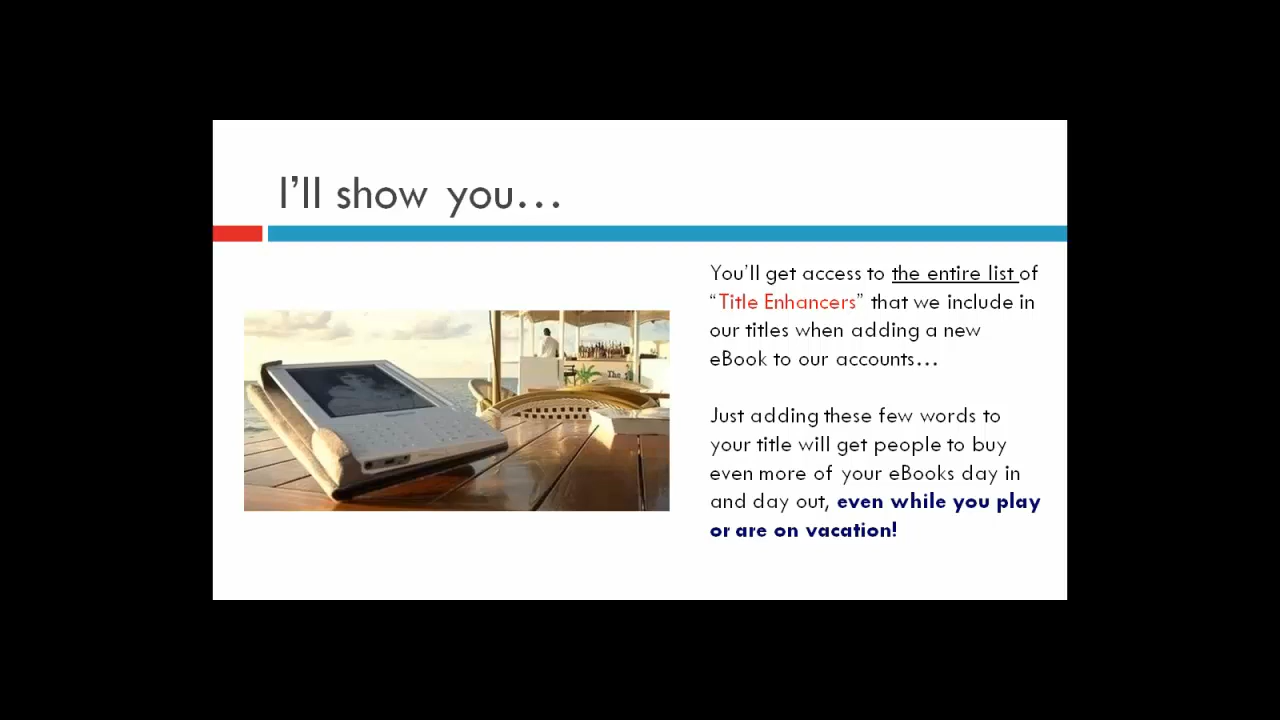 I’ll show you…
You’ll get access to the entire list of
“Title Enhancers” that we include in
our titles when adding a new
eBook to our accounts…
Just adding these few words to
your title will get people to buy
even more of your eBooks day in
and day out, even while you play
or are on vacation!
The